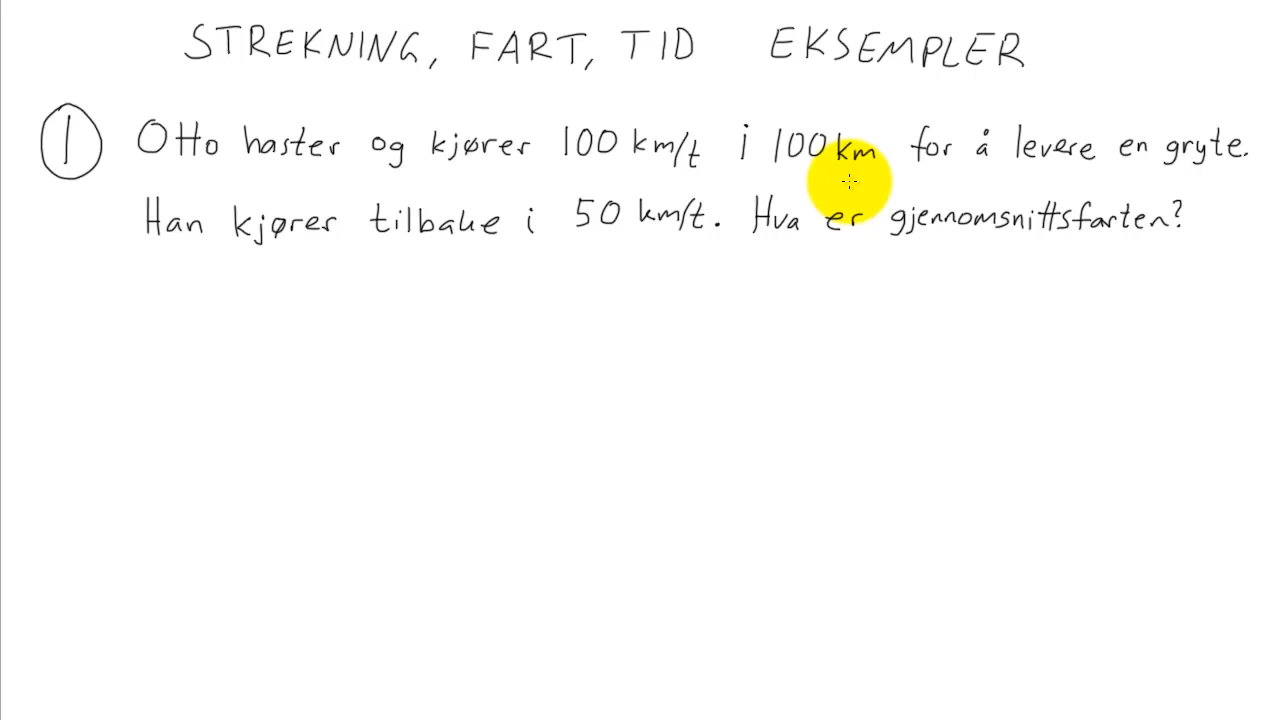 STREKNING, FART, TID EKSEMPLER
1 Otto haster og kjører 100 km/t i 100 km for å levere en gryte.
Han kjører tilbake i 50 km/t. Hva er gjennomsnittsfarten?